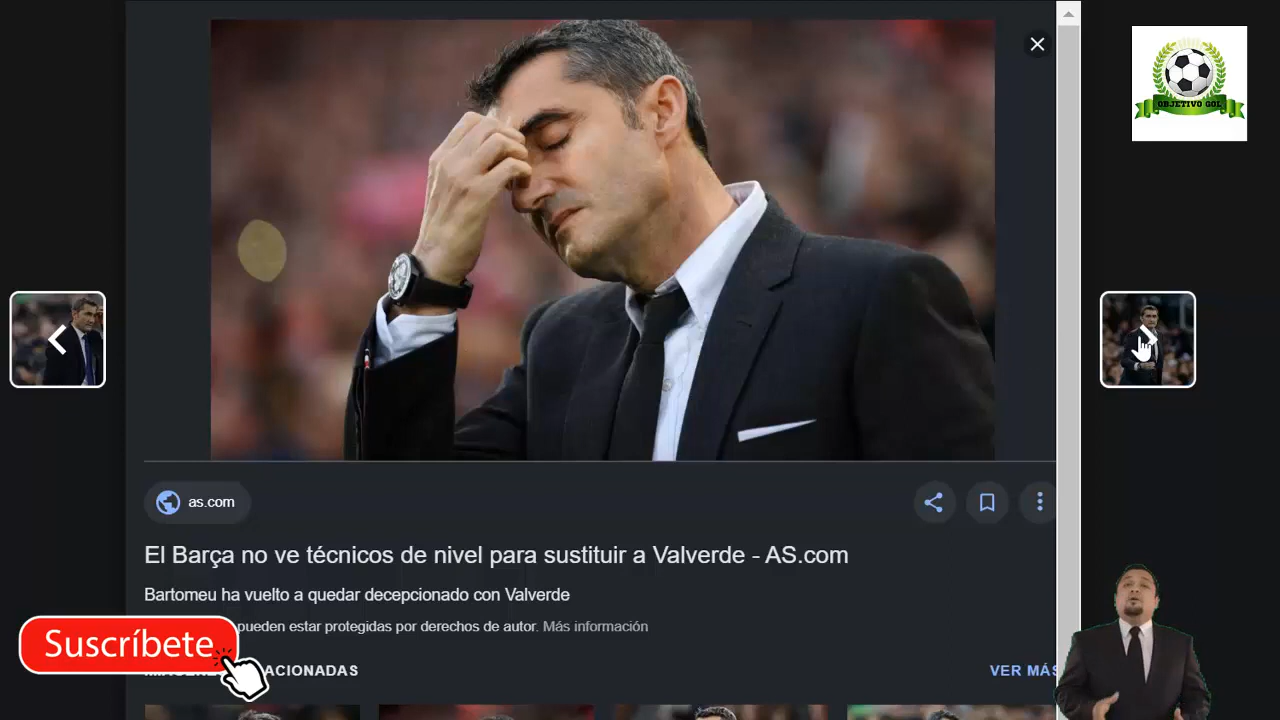 OBJETIVO GOL
as.com
El Barça no ve técnicos de nivel para sustituir a Valverde - AS.com
Bartomeu ha vuelto a quedar decepcionado con Valverde
pueden estar protegidas por derechos de autor. Más información
Suscríbete
ACIONADAS
VER MÁS